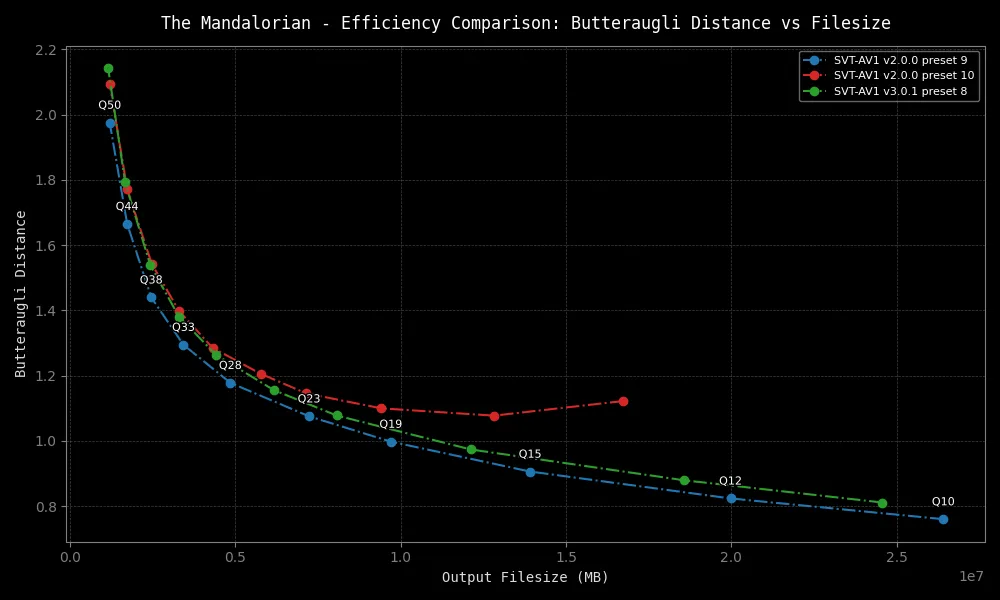 The Mandalorian - Efficiency Comparison: Butteraugli Distance vs Filesize
SVT-AV1 v2.0.0 preset 9
SVT-AV1 v2.0.0 preset 10
SVT-AV1 v3.0.1 preset 8
Butteraugli Distance
2.2
2.0
1.8
1.6
1.4
1.2
1.0
0.8
Q50
Q44
Q38
Q33
Q28
Q23
Q19
Q15
Q12
Q10
0.0
0.5
1.0
1.5
2.0
2.5
1e7
Output Filesize (MB)